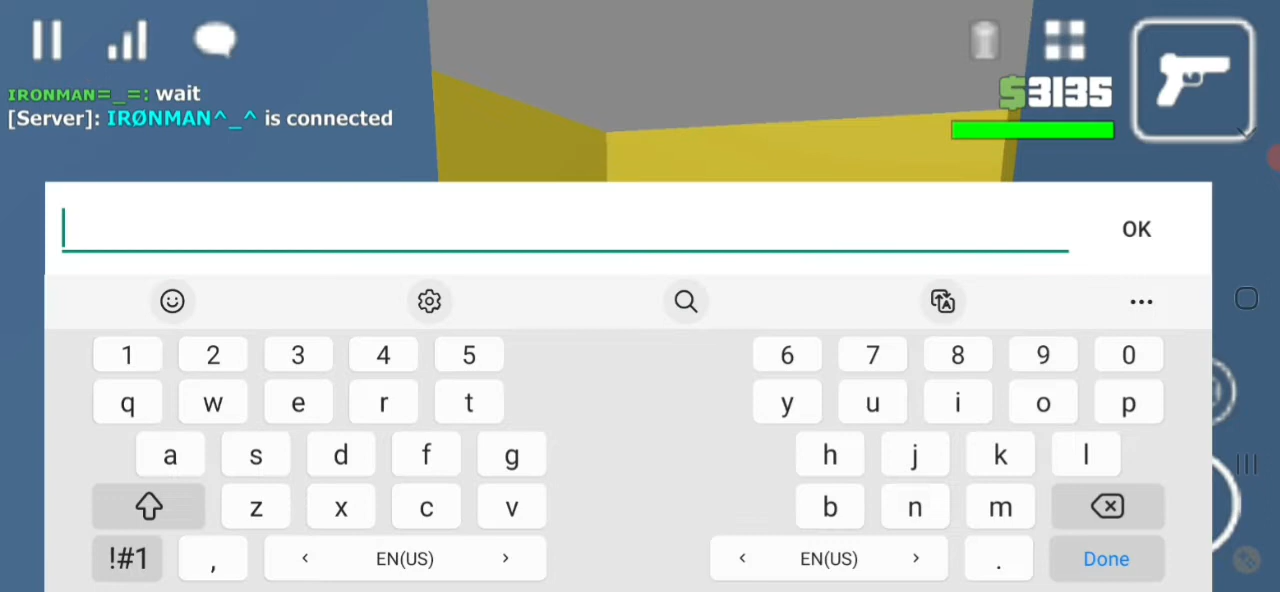 IRONMAN=_=: wait
[Server]: IRØNMAN^_^ is connected
$3135
OK
1 2 3 4 5 6 7 8 9 0
q w e r t y u i o p
a s d f g h j k l
z x c v b n m
!#1 , < EN(US) > < EN(US) > . Done